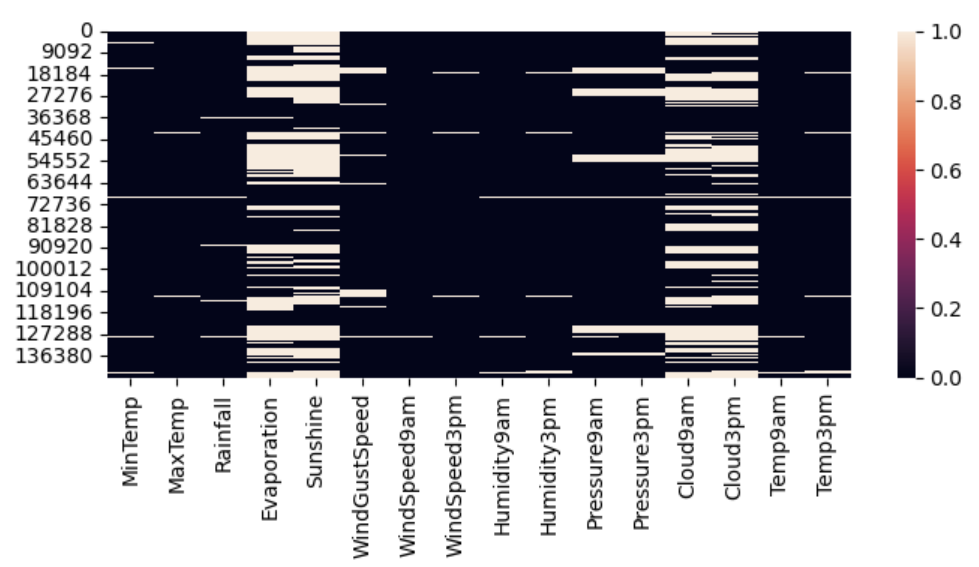 0
9092
18184
27276
36368
45460
54552
63644
72736
81828
90920
100012
109104
118196
127288
136380
MinTemp
MaxTemp
Rainfall
Evaporation
Sunshine
WindGustSpeed
WindSpeed9am
WindSpeed3pm
Humidity9am
Humidity3pm
Pressure9am
Pressure3pm
Cloud9am
Cloud3pm
Temp9am
Temp3pm
1.0
0.8
0.6
0.4
0.2
0.0